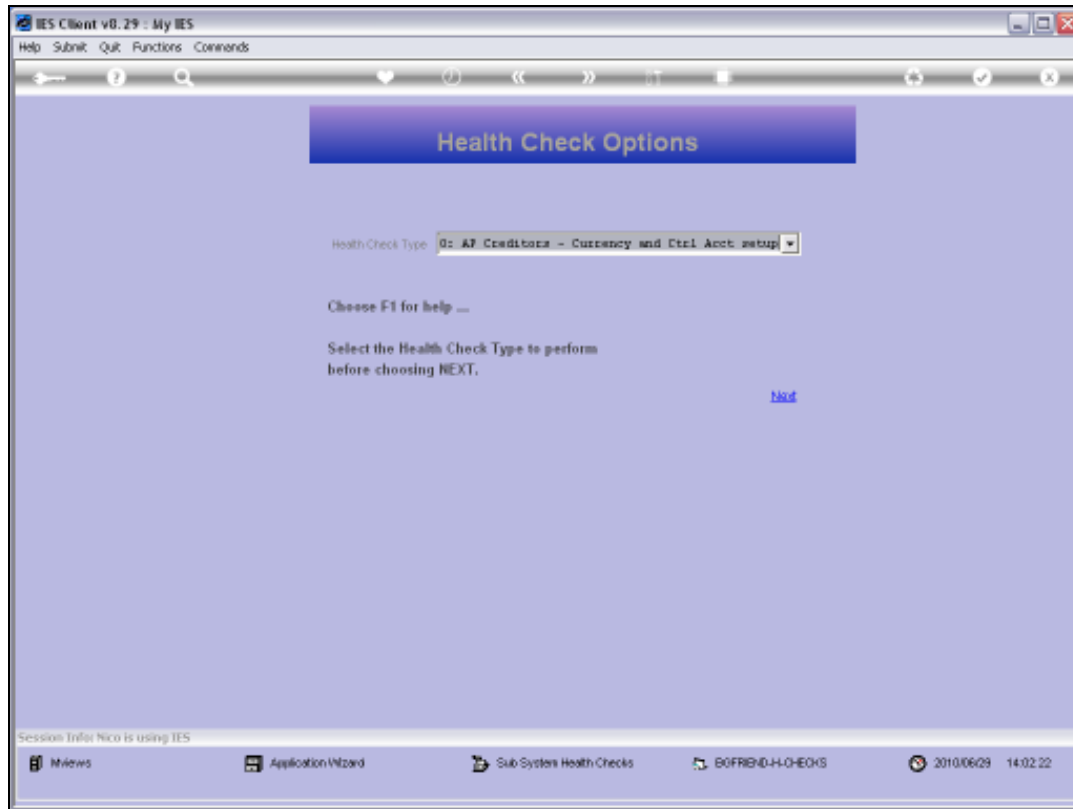 IES Client v8.29 : My IES
Help Submit Quit Functions Commands
Health Check Options
Health Check Type 0: AP Creditors - Currency and Ctrl Acct setup
Choose F1 for help ...
Select the Health Check Type to perform
before choosing NEXT.
Next
Session Info: Nico is using IES
Mviews Application Wizard Sub System Health Checks BGFRIEND-H-CHECKS 2010/06/29 14:02:22